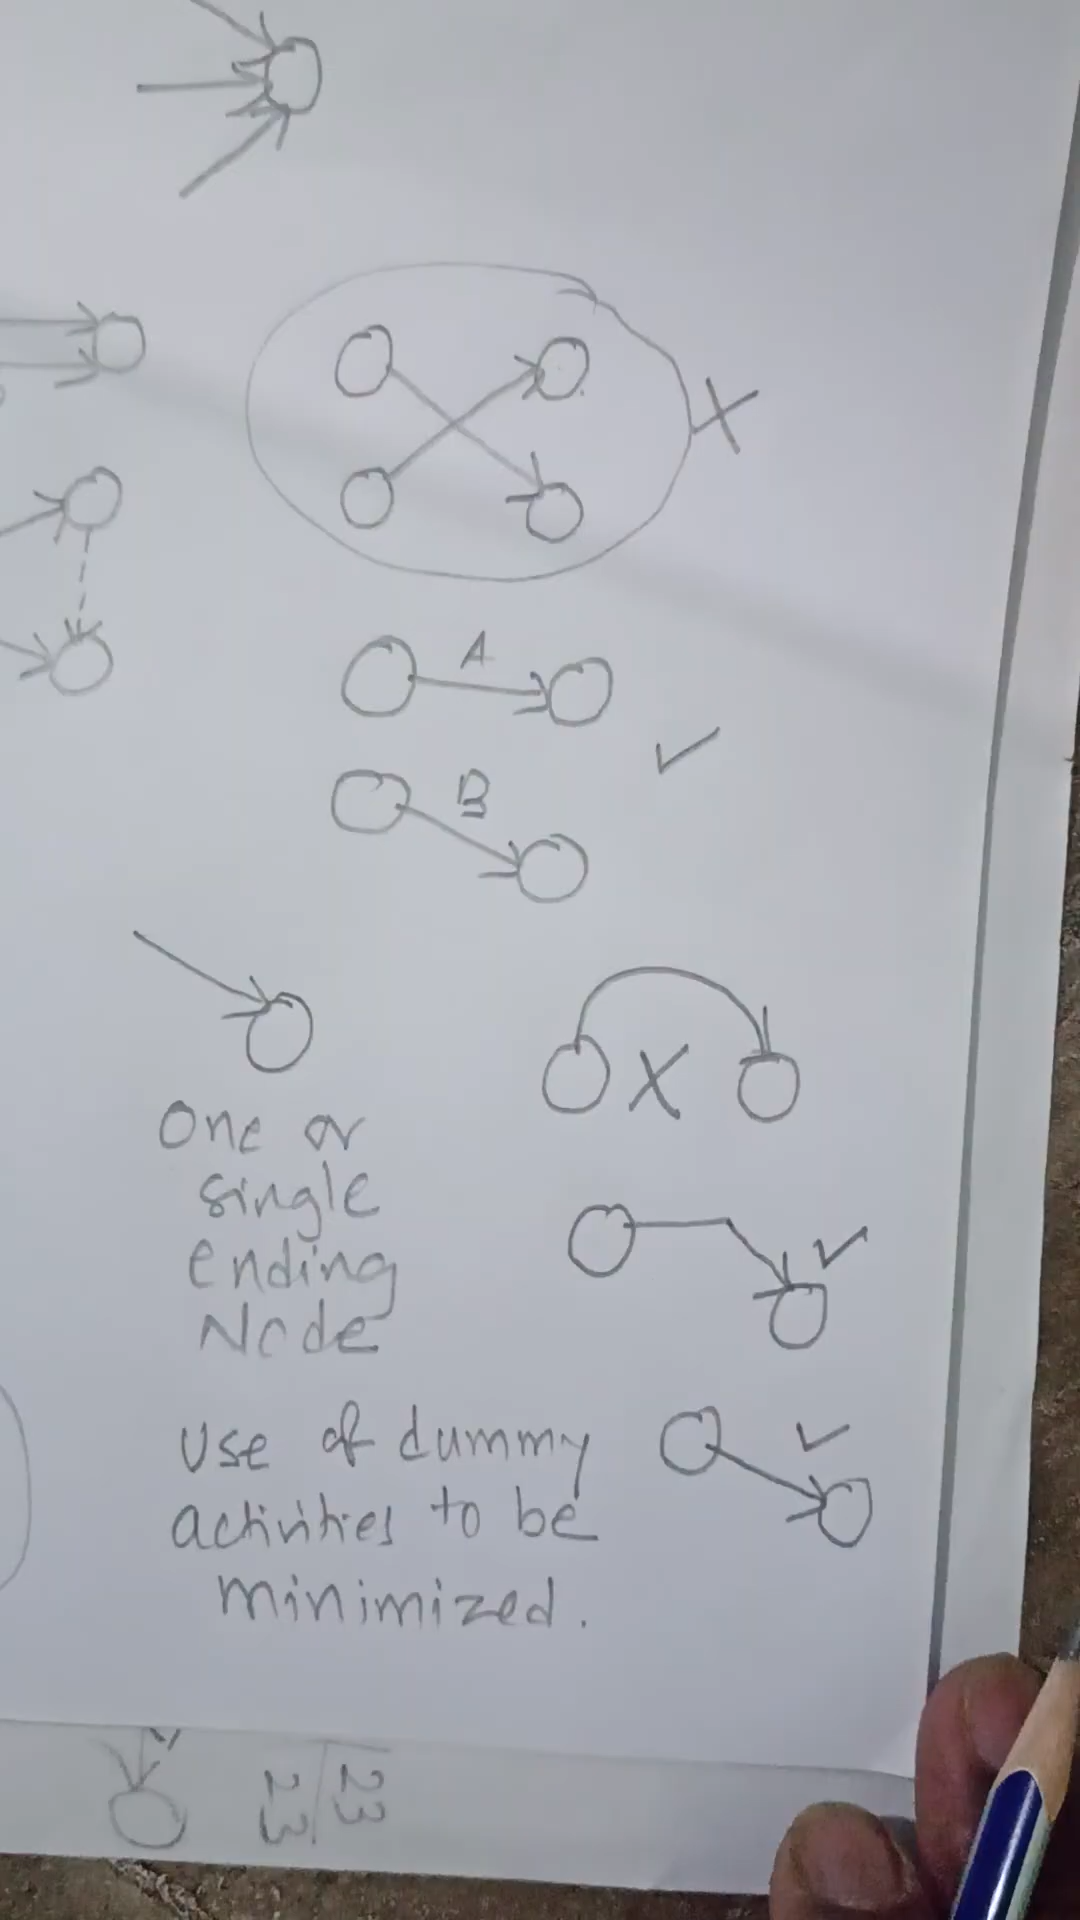 X
A
✓
B
X
One or
single
ending
Node
✓
✓
Use of dummy
activities to be
minimized.